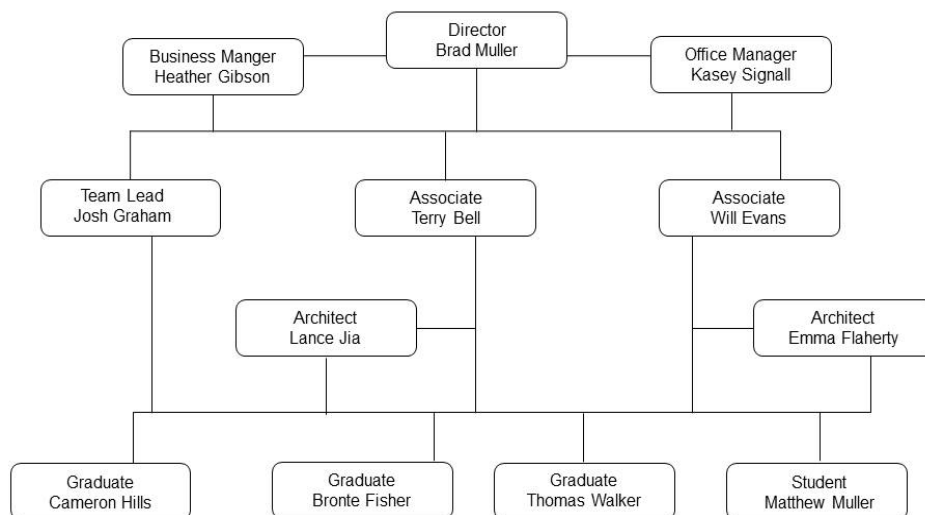 Director
Brad Muller
Business Manger
Heather Gibson
Office Manager
Kasey Signall
Team Lead
Josh Graham
Associate
Terry Bell
Associate
Will Evans
Architect
Lance Jia
Architect
Emma Flaherty
Graduate
Cameron Hills
Graduate
Bronte Fisher
Graduate
Thomas Walker
Student
Matthew Muller